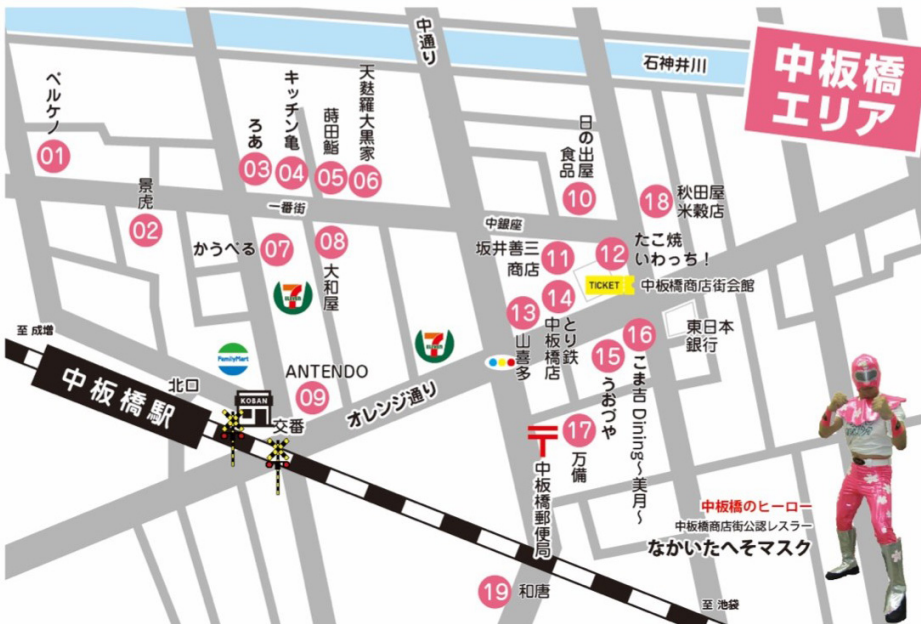 中板橋
エリア
中通り
石神井川
ペルケノ
01
景虎
02
ろあ
03
キッチン亀
04
蒔田鮨
05
天麩羅大黒家
06
一番街
かうべる
07
08
大和屋
日の出屋
食品
10
18
秋田屋
米穀店
中銀座
坂井善三
商店
11
12
たこ焼
いわっち！
TICKET
中板橋商店街会館
13
山喜多
14
とり鉄
中板橋店
15
うおづや
16
こま吉 Dining～美月～
東日本
銀行
7
ELEVEN
7
ELEVEN
至 成増
FamilyMart
中板橋駅
北口
KOBAN
交番
ANTENDO
09
オレンジ通り
〒
中板橋郵便局
17
万備
中板橋のヒーロー
中板橋商店街公認レスラー
なかいたへそマスク
19
和唐
至 池袋